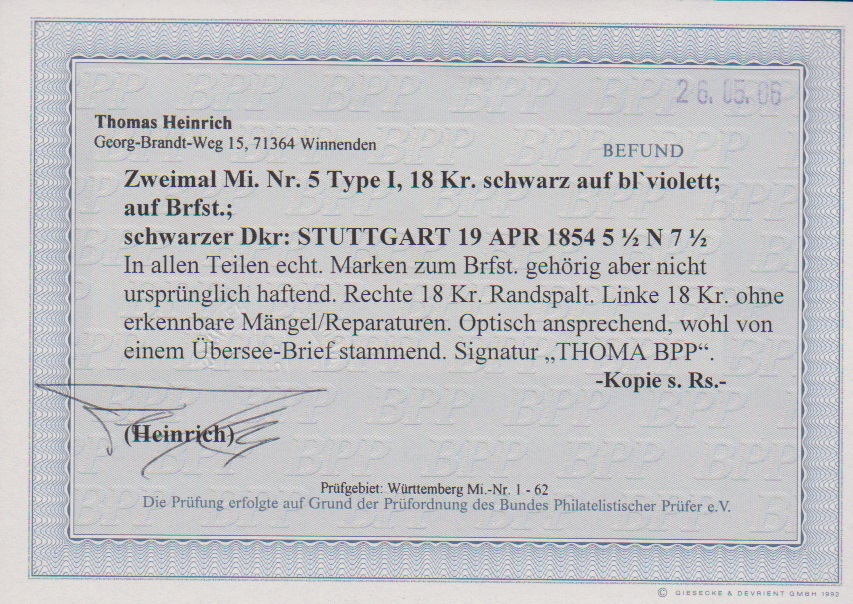 26. 05. 06
Thomas Heinrich
Georg-Brandt-Weg 15, 71364 Winnenden
BEFUND
Zweimal Mi. Nr. 5 Type I, 18 Kr. schwarz auf bl`violett;
auf Brfst.;
schwarzer Dkr: STUTTGART 19 APR 1854 5 ½ N 7 ½
In allen Teilen echt. Marken zum Brfst. gehörig aber nicht
ursprünglich haftend. Rechte 18 Kr. Randspalt. Linke 18 Kr. ohne
erkennbare Mängel/Reparaturen. Optisch ansprechend, wohl von
einem Übersee-Brief stammend. Signatur „THOMA BPP“.
-Kopie s. Rs.-
(Heinrich)
Prüfgebiet: Württemberg Mi.-Nr. 1 - 62
Die Prüfung erfolgte auf Grund der Prüfordnung des Bundes Philatelistischer Prüfer e.V.
© GIESECKE & DEVRIENT GMBH 1992